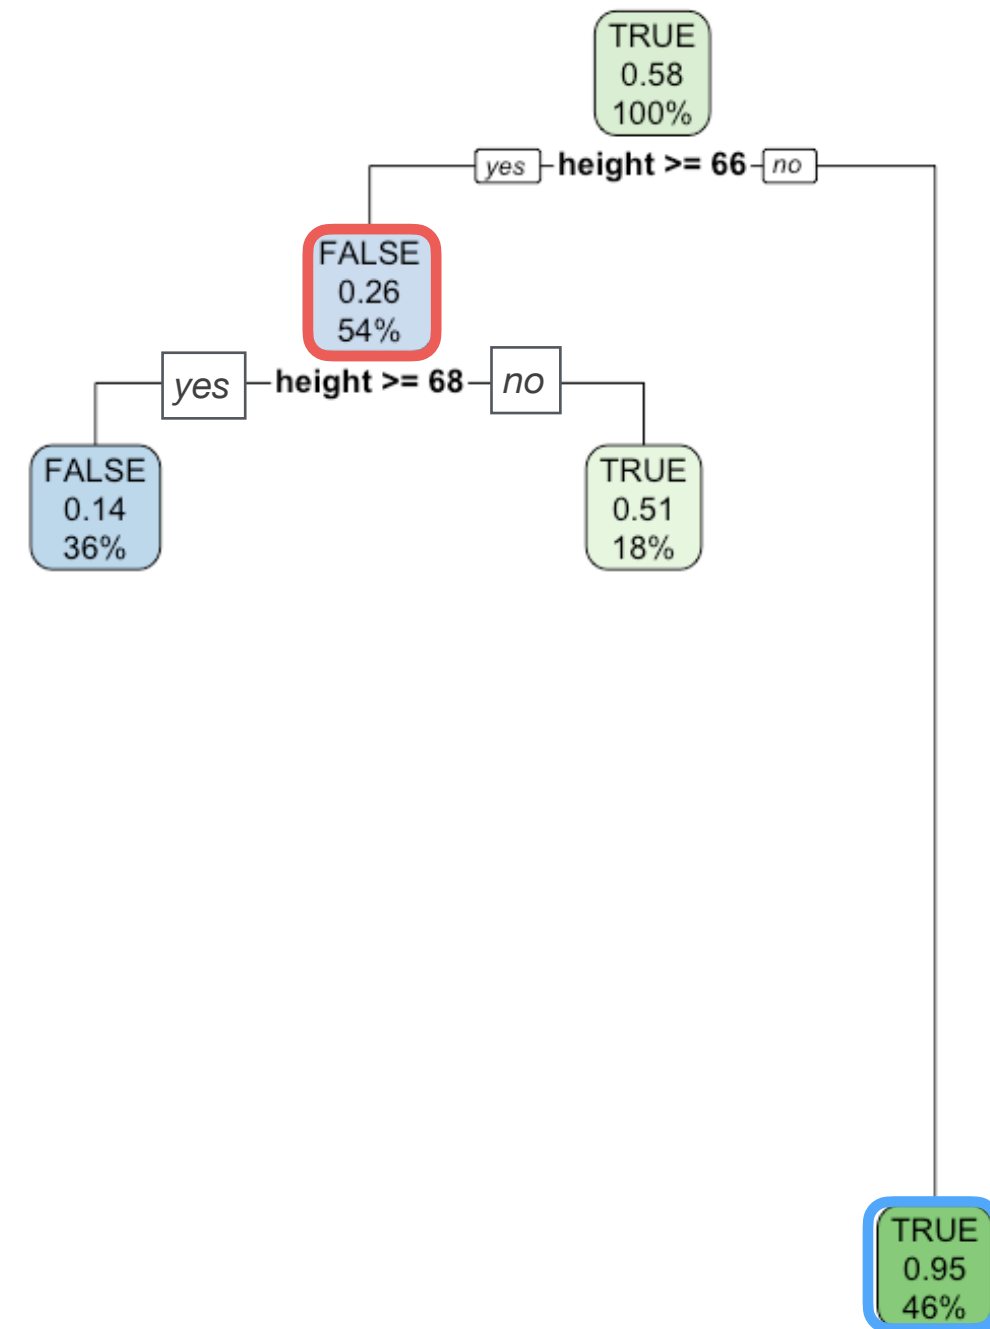 TRUE
0.58
100%
yes height >= 66 no
FALSE
0.26
54%
yes height >= 68 no
FALSE
0.14
36%
TRUE
0.51
18%
TRUE
0.95
46%